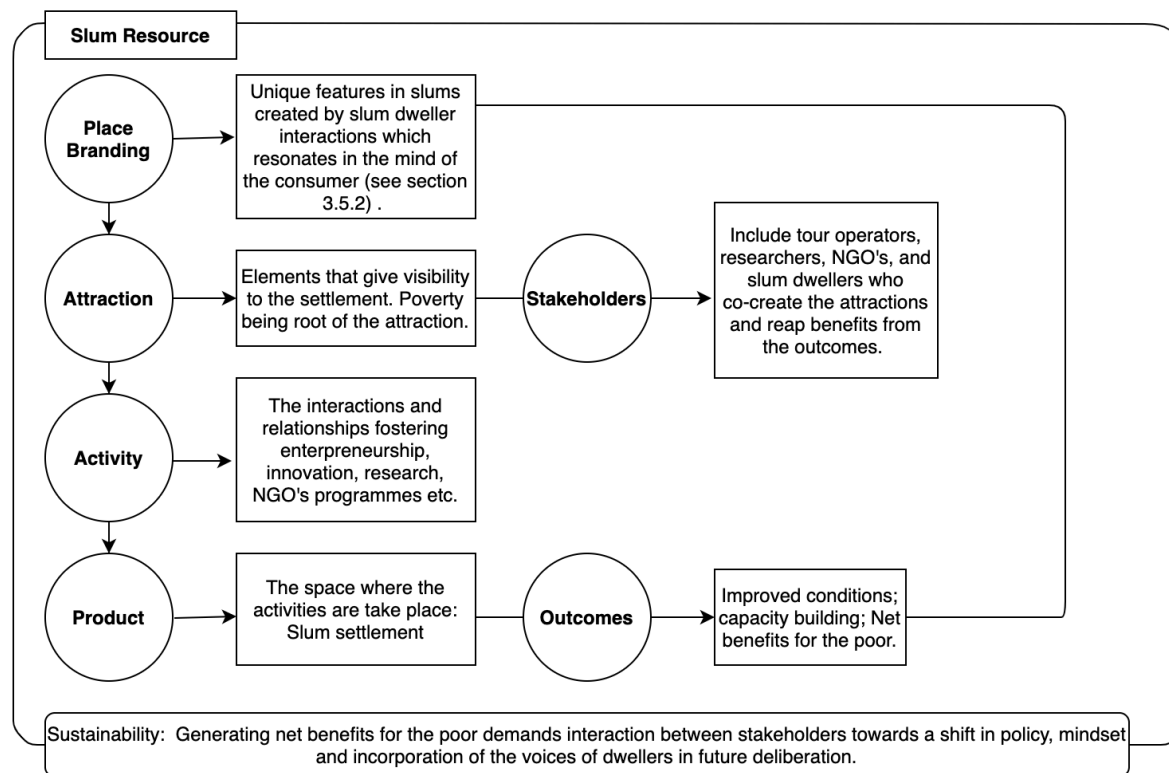 Slum Resource
Place
Branding
Unique features in slums
created by slum dweller
interactions which
resonates in the mind of
the consumer (see section
3.5.2) .
Attraction
Elements that give visibility
to the settlement. Poverty
being root of the attraction.
Stakeholders
Include tour operators,
researchers, NGO's, and
slum dwellers who
co-create the attractions
and reap benefits from
the outcomes.
Activity
The interactions and
relationships fostering
enterpreneurship,
innovation, research,
NGO's programmes etc.
Product
The space where the
activities are take place:
Slum settlement
Outcomes
Improved conditions;
capacity building; Net
benefits for the poor.
Sustainability: Generating net benefits for the poor demands interaction between stakeholders towards a shift in policy, mindset
and incorporation of the voices of dwellers in future deliberation.